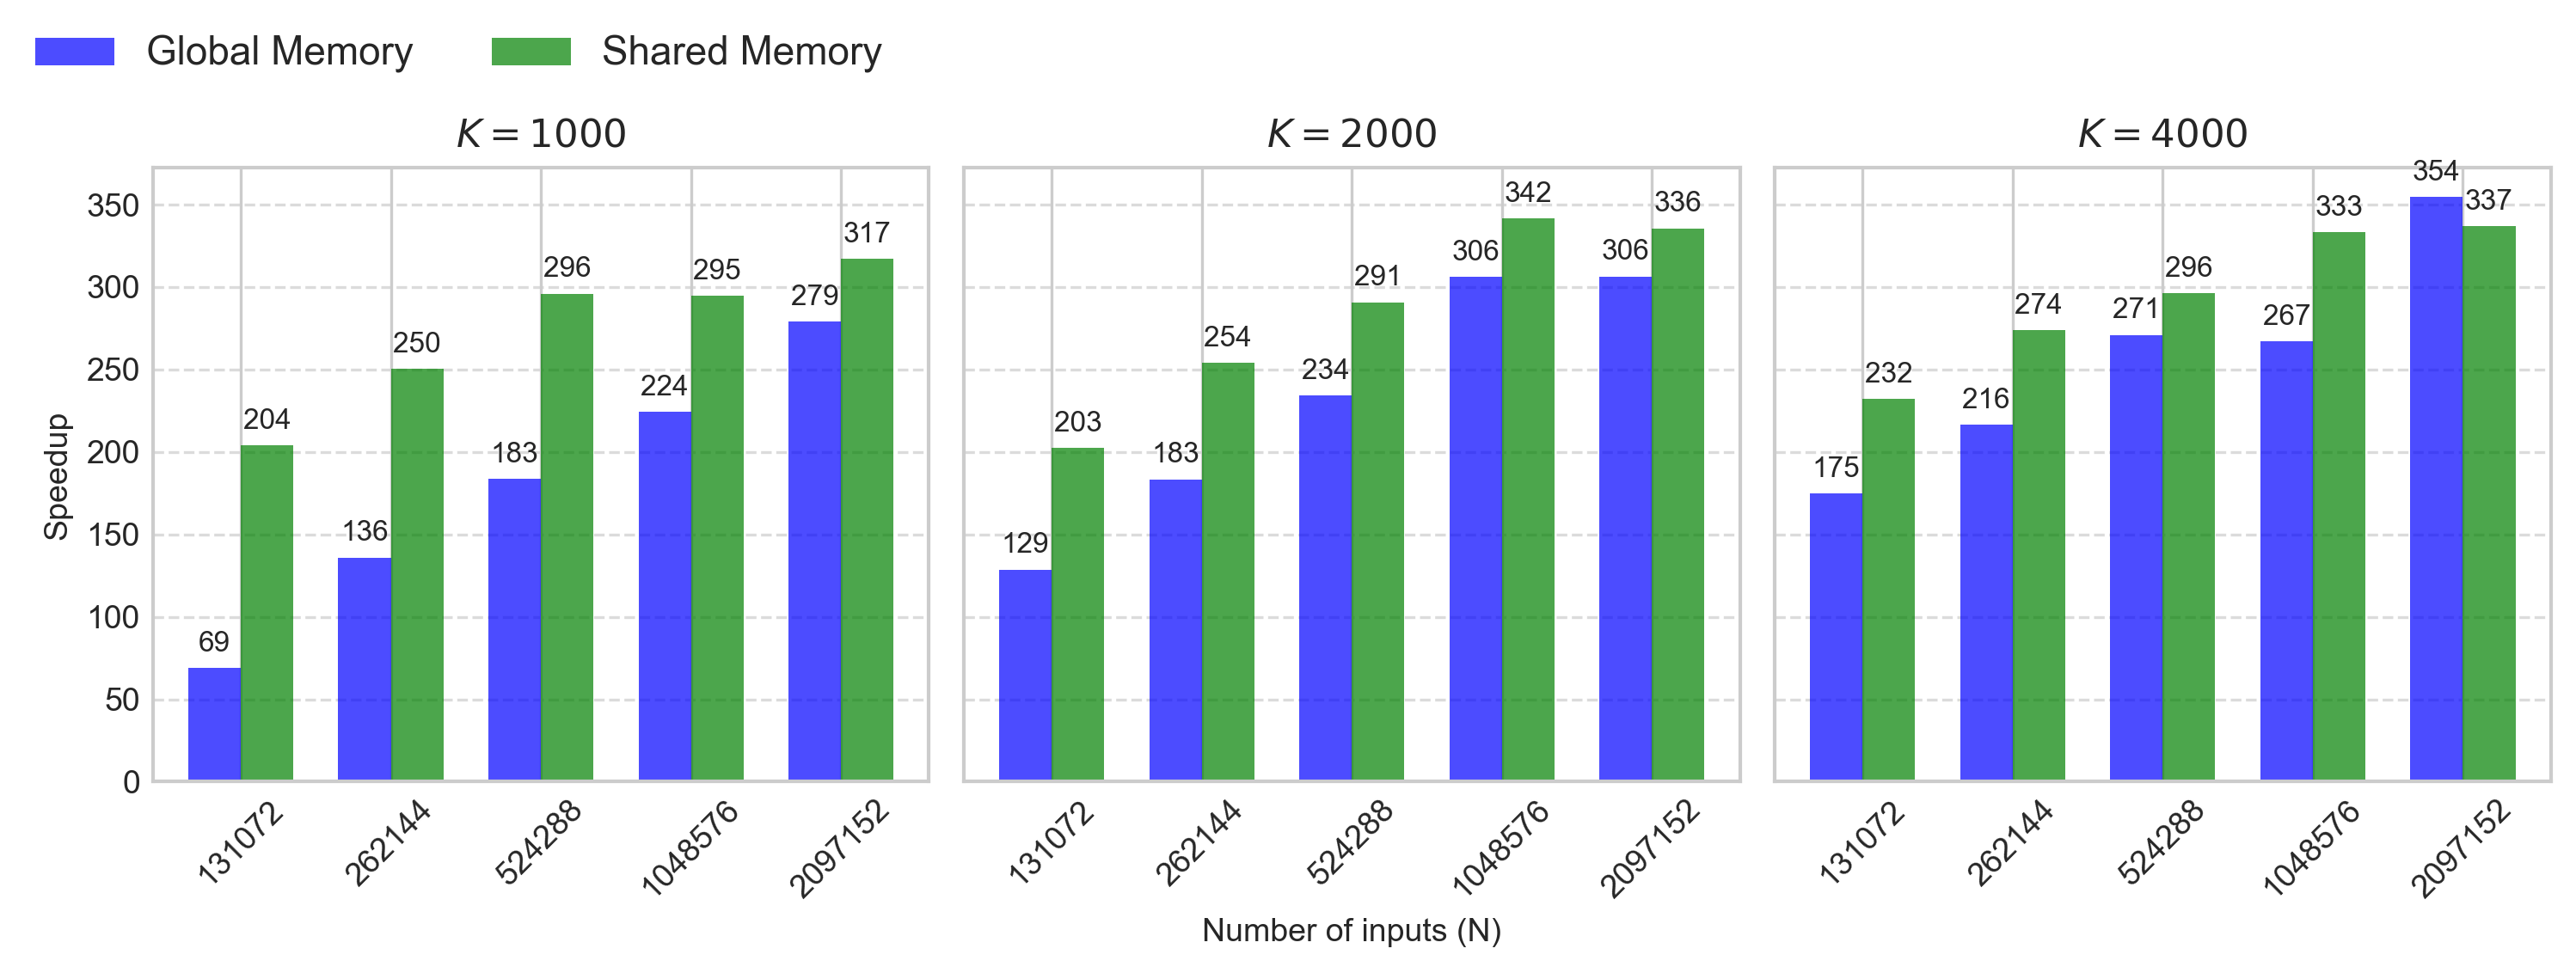 Global Memory Shared Memory
K = 1000
K = 2000
K = 4000
Speedup
350
300
250
200
150
100
50
0
69 204 136 250 183 296 224 295 279 317
129 203 183 254 234 291 306 342 306 336
175 232 216 274 271 296 267 333 354 337
131072 262144 524288 1048576 2097152
131072 262144 524288 1048576 2097152
131072 262144 524288 1048576 2097152
Number of inputs (N)